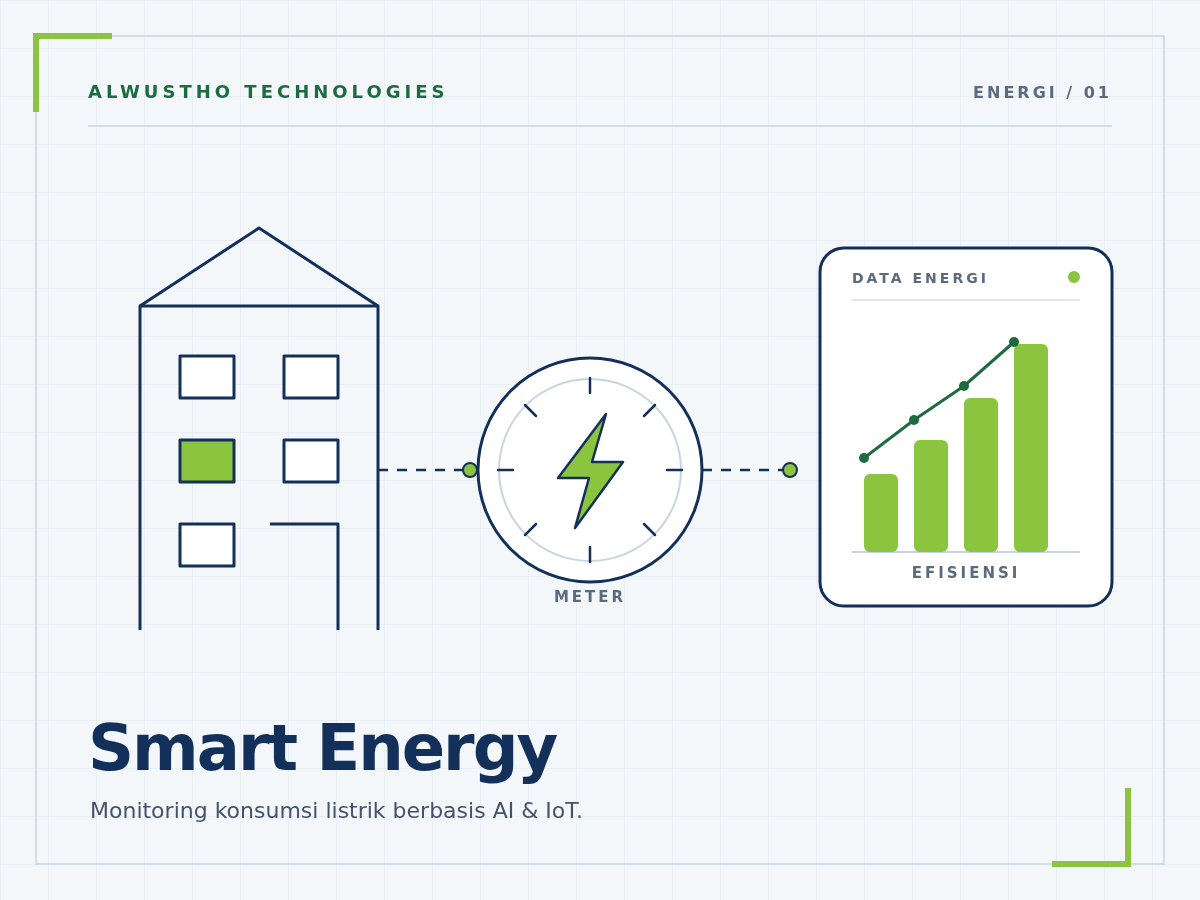 ALWUSTHO TECHNOLOGIES
ENERGI / 01
DATA ENERGI
EFISIENSI
METER
Smart Energy
Monitoring konsumsi listrik berbasis AI & IoT.